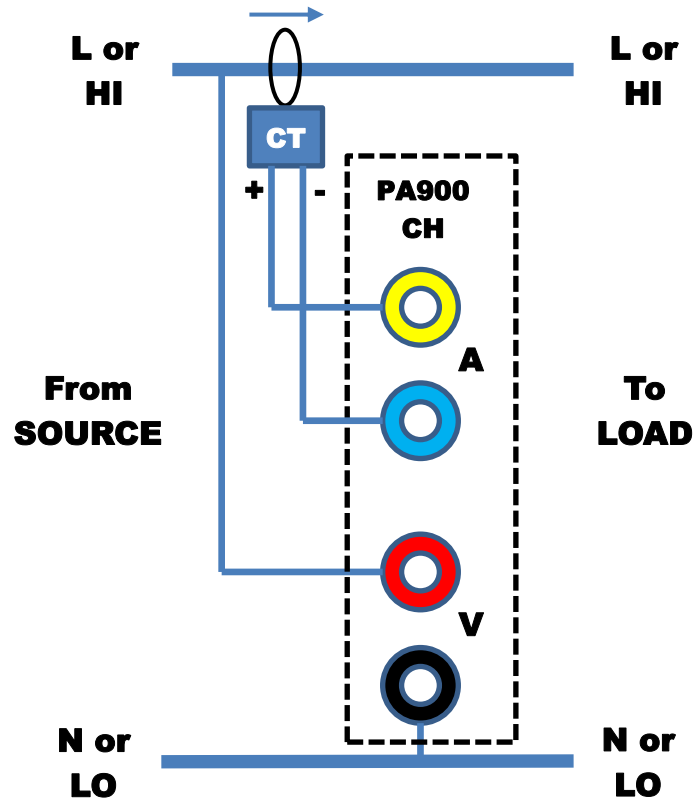 L or
HI
L or
HI
CT
+
-
PA900
CH
A
From
SOURCE
To
LOAD
V
N or
LO
N or
LO